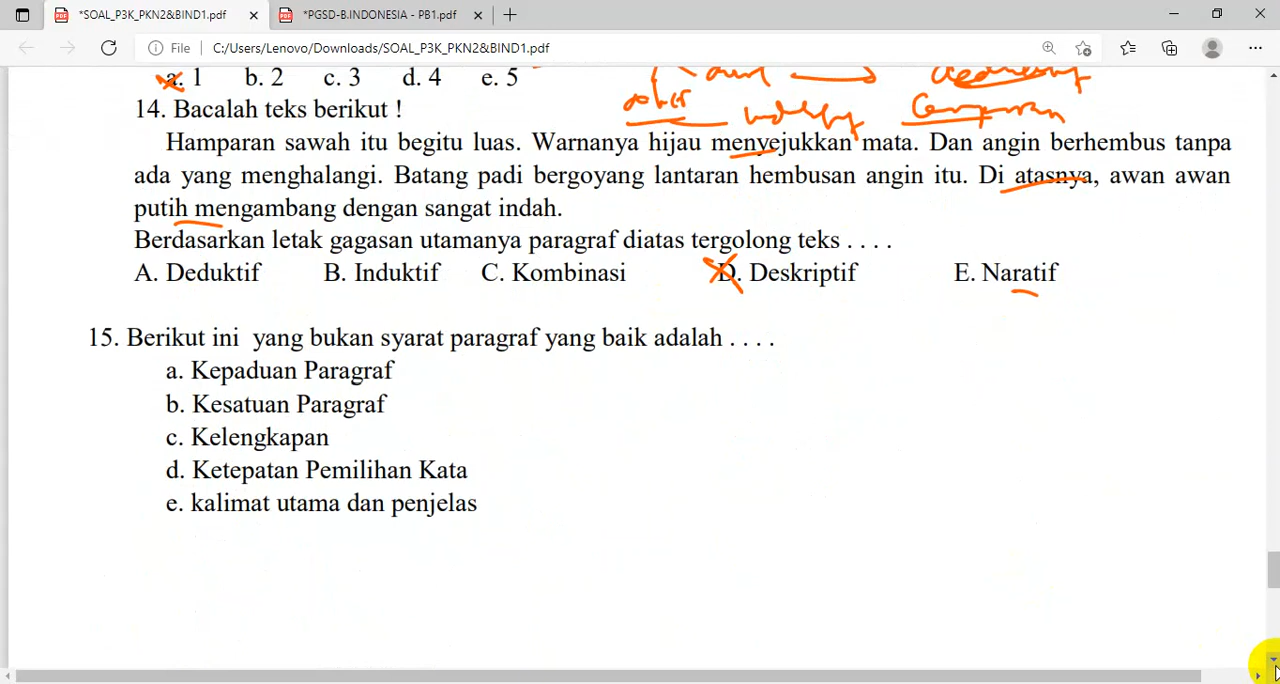 *SOAL_P3K_PKN2&BIND1.pdf
*PGSD-B.INDONESIA - PB1.pdf
File C:/Users/Lenovo/Downloads/SOAL_P3K_PKN2&BIND1.pdf
a. 1 b. 2 c. 3 d. 4 e. 5
14. Bacalah teks berikut !
Hamparan sawah itu begitu luas. Warnanya hijau menyejukkan mata. Dan angin berhembus tanpa
ada yang menghalangi. Batang padi bergoyang lantaran hembusan angin itu. Di atasnya, awan awan
putih mengambang dengan sangat indah.
Berdasarkan letak gagasan utamanya paragraf diatas tergolong teks . . . .
A. Deduktif B. Induktif C. Kombinasi D. Deskriptif E. Naratif
15. Berikut ini yang bukan syarat paragraf yang baik adalah . . . .
a. Kepaduan Paragraf
b. Kesatuan Paragraf
c. Kelengkapan
d. Ketepatan Pemilihan Kata
e. kalimat utama dan penjelas